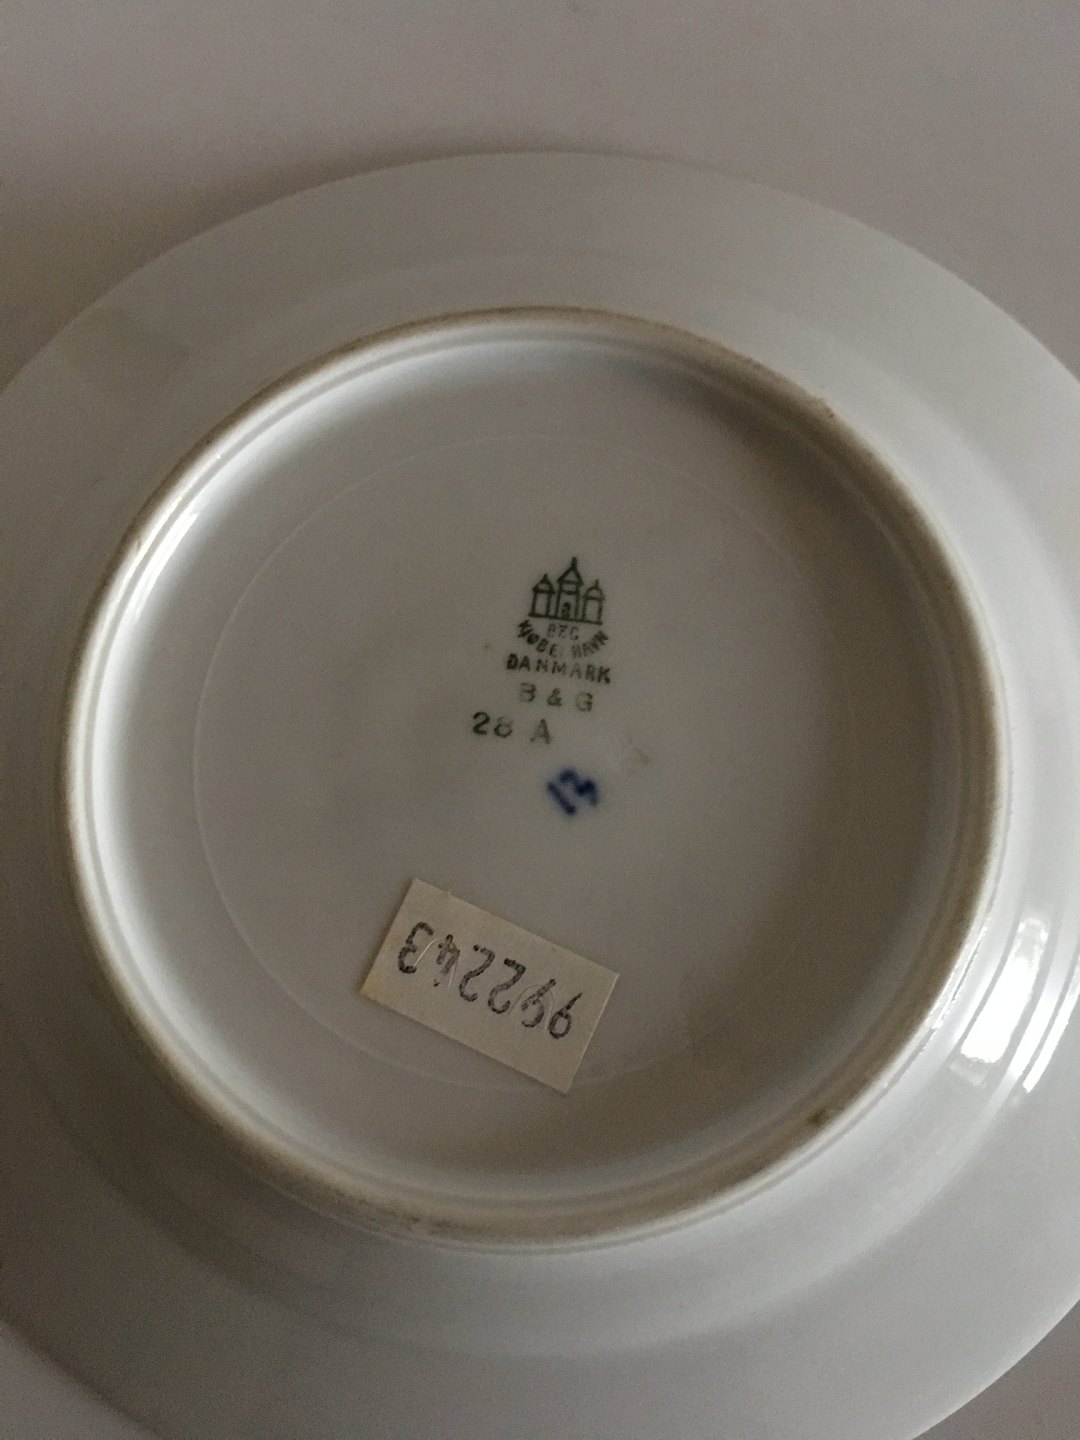 B&G
KJØBENHAVN
DANMARK
B & G
28 A
13
992243